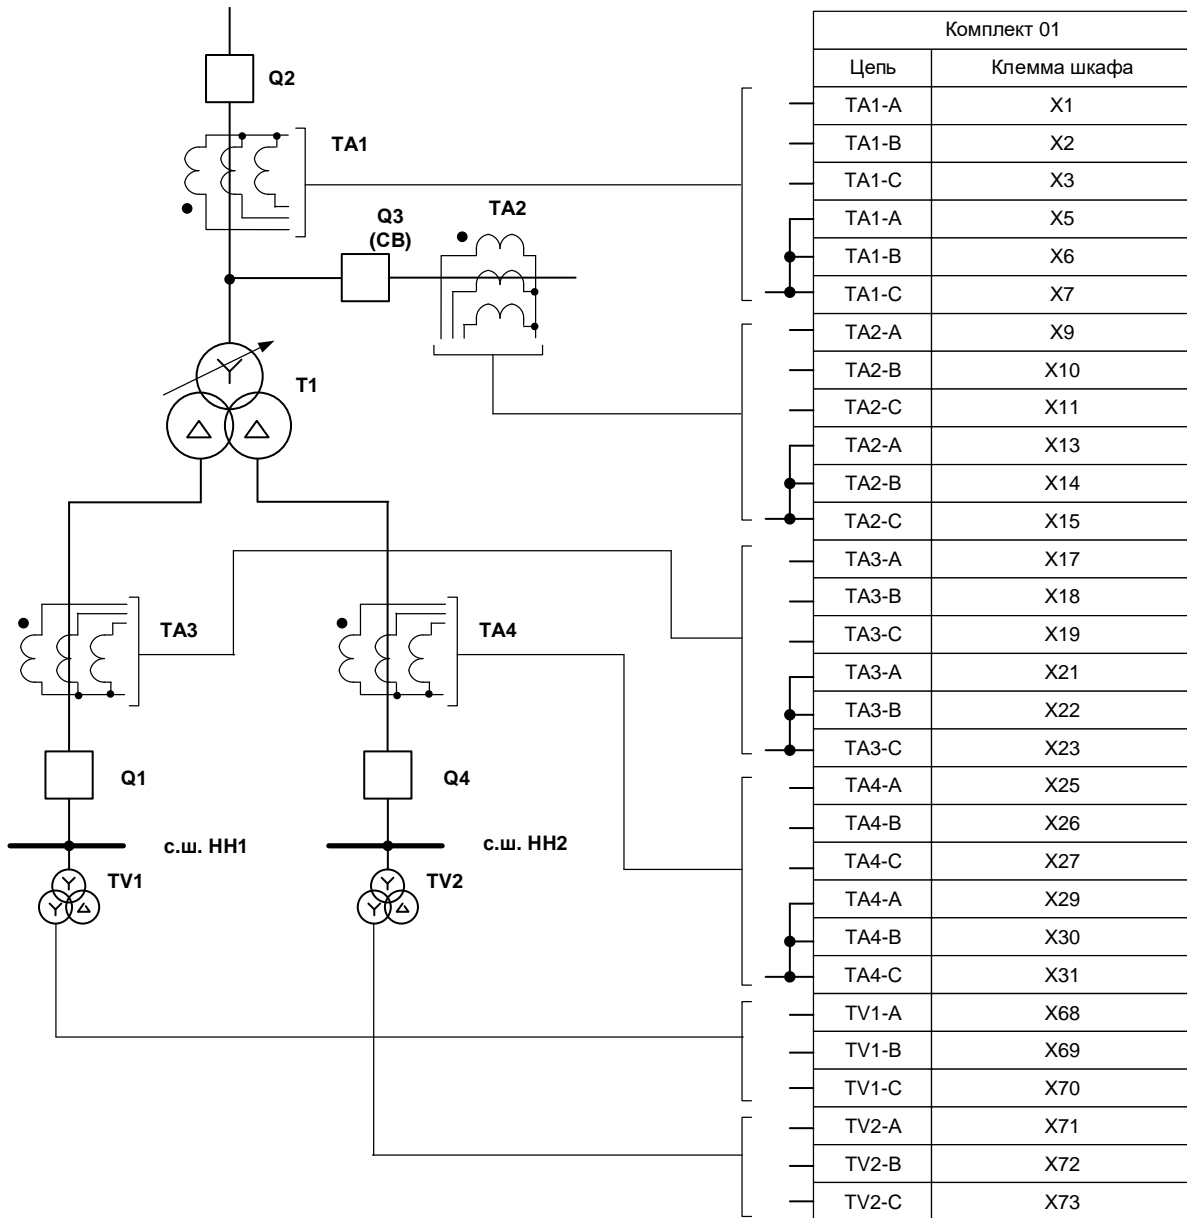 Q2
TA1
Q3
(СВ)
TA2
T1
TA3
TA4
Q1
Q4
с.ш. НН1
с.ш. НН2
TV1
TV2
Комплект 01
Цепь Клемма шкафа
TA1-A X1
TA1-B X2
TA1-C X3
TA1-A X5
TA1-B X6
TA1-C X7
TA2-A X9
TA2-B X10
TA2-C X11
TA2-A X13
TA2-B X14
TA2-C X15
TA3-A X17
TA3-B X18
TA3-C X19
TA3-A X21
TA3-B X22
TA3-C X23
TA4-A X25
TA4-B X26
TA4-C X27
TA4-A X29
TA4-B X30
TA4-C X31
TV1-A X68
TV1-B X69
TV1-C X70
TV2-A X71
TV2-B X72
TV2-C X73